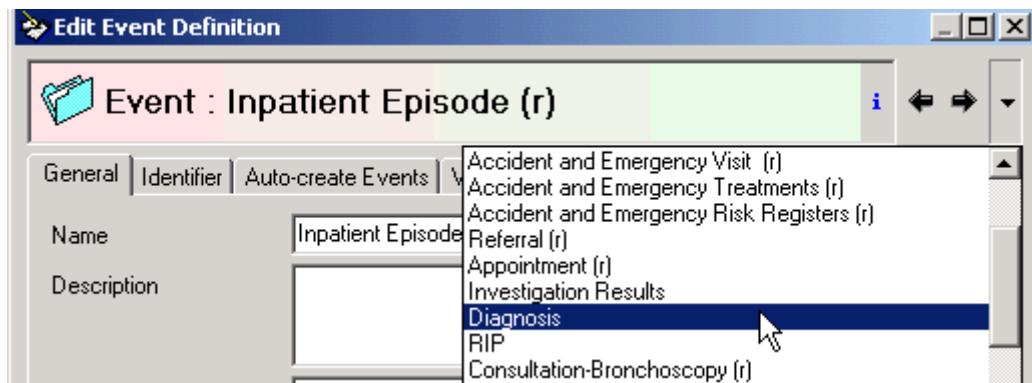 Edit Event Definition
Event : Inpatient Episode (r)
i
General
Identifier
Auto-create Events
Accident and Emergency Visit (r)
Accident and Emergency Treatments (r)
Accident and Emergency Risk Registers (r)
Name
Inpatient Episode
Referral (r)
Appointment (r)
Description
Investigation Results
Diagnosis
RIP
Consultation-Bronchoscopy (r)